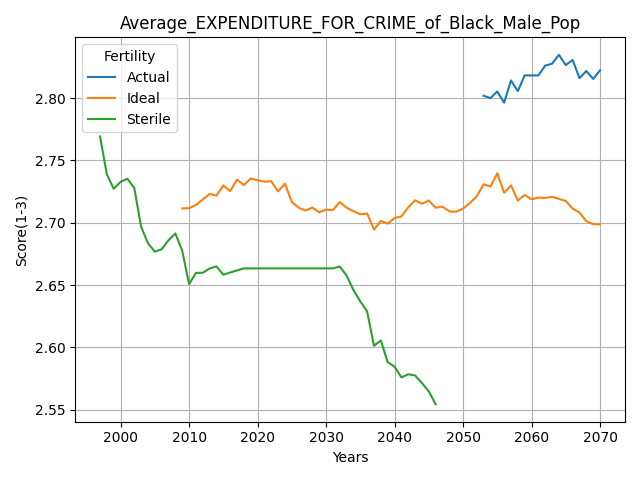 Average_EXPENDITURE_FOR_CRIME_of_Black_Male_Pop
Fertility
Actual
Ideal
Sterile
Score(1-3)
2.80
2.75
2.70
2.65
2.60
2.55
2000 2010 2020 2030 2040 2050 2060 2070
Years